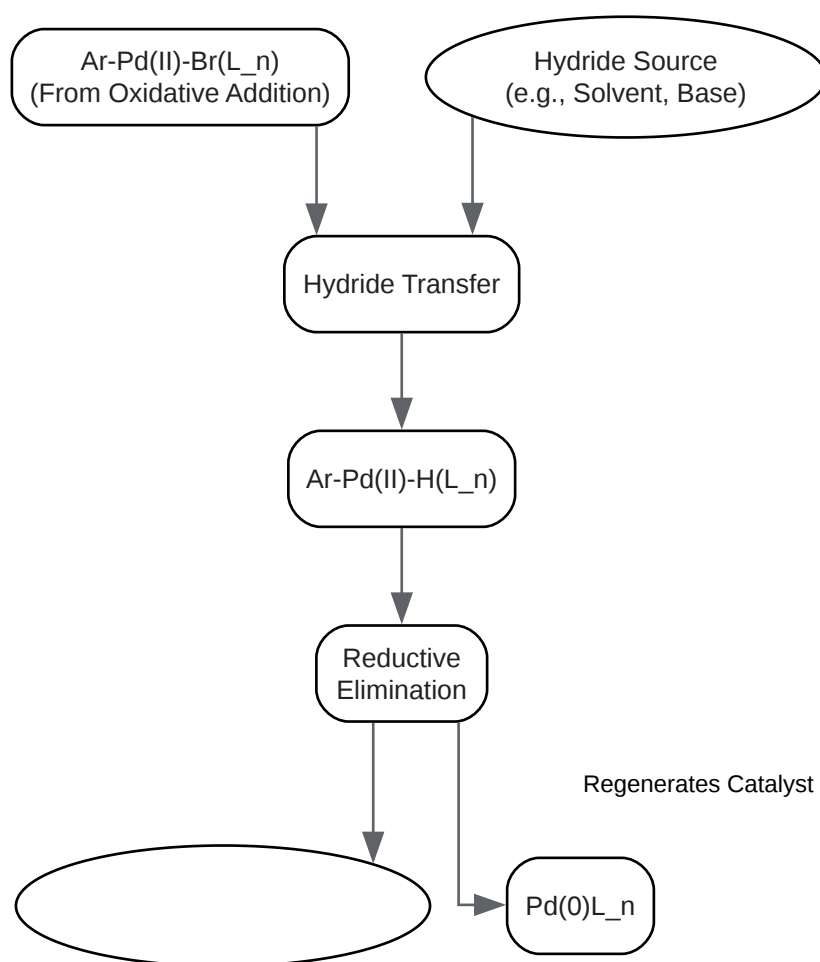 Ar-Pd(II)-Br(L_n)
(From Oxidative Addition)
Hydride Source
(e.g., Solvent, Base)
Hydride Transfer
Ar-Pd(II)-H(L_n)
Reductive
Elimination
Regenerates Catalyst
Pd(0)L_n